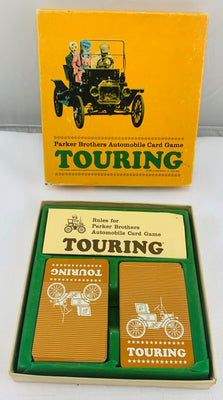 Parker Brothers Automobile Card Game
TOURING
Rules for
Parker Brothers
Automobile Card Game
TOURING
TOURING
TOURING